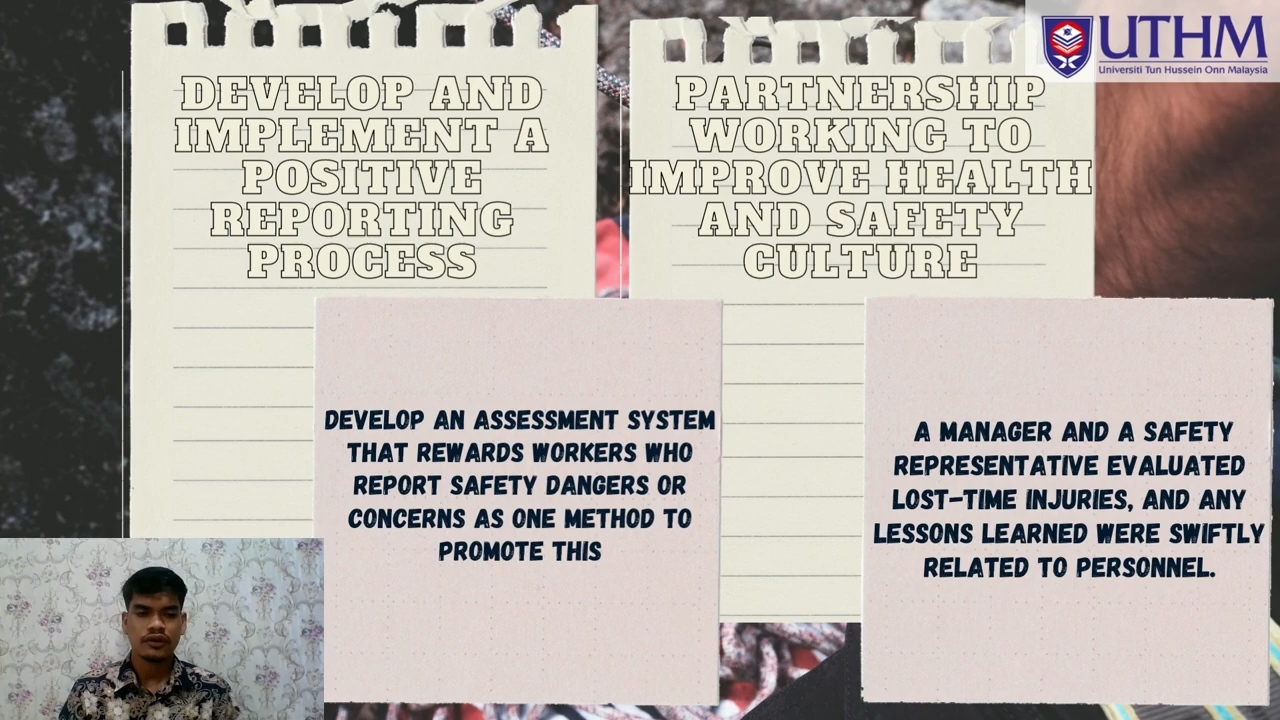 DEVELOP AND
IMPLEMENT A
POSITIVE
REPORTING
PROCESS
DEVELOP AN ASSESSMENT SYSTEM
THAT REWARDS WORKERS WHO
REPORT SAFETY DANGERS OR
CONCERNS AS ONE METHOD TO
PROMOTE THIS
PARTNERSHIP
WORKING TO
IMPROVE HEALTH
AND SAFETY
CULTURE
A MANAGER AND A SAFETY
REPRESENTATIVE EVALUATED
LOST-TIME INJURIES, AND ANY
LESSONS LEARNED WERE SWIFTLY
RELATED TO PERSONNEL.
UTHM
Universiti Tun Hussein Onn Malaysia